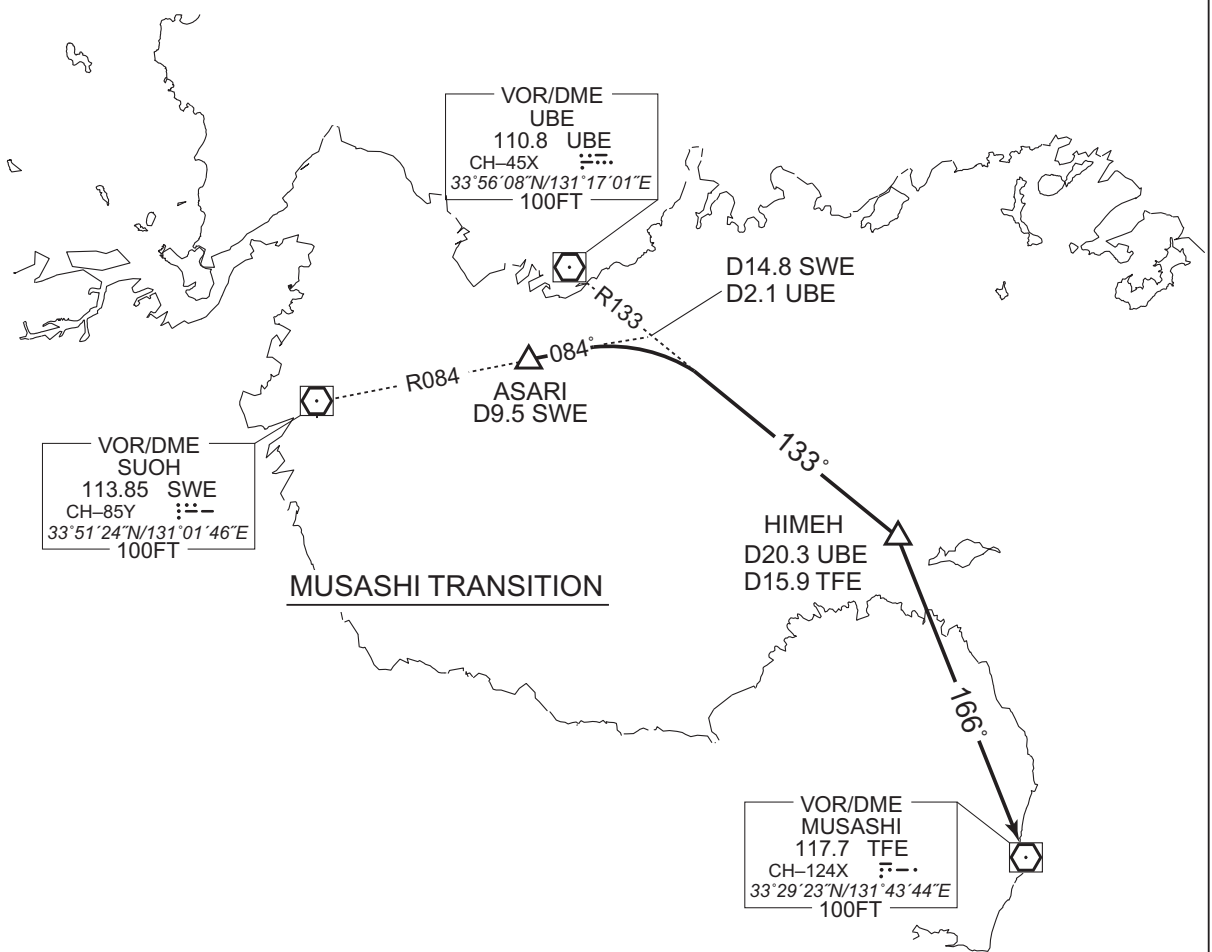 VOR/DME
UBE
110.8 UBE
CH–45X
33°56´08˝N/131°17´01˝E
100FT
D14.8 SWE
D2.1 UBE
R133
084°
R084
ASARI
D9.5 SWE
VOR/DME
SUOH
113.85 SWE
CH–85Y
33°51´24˝N/131°01´46˝E
100FT
133°
HIMEH
D20.3 UBE
D15.9 TFE
MUSASHI TRANSITION
166°
VOR/DME
MUSASHI
117.7 TFE
CH–124X
33°29´23˝N/131°43´44˝E
100FT